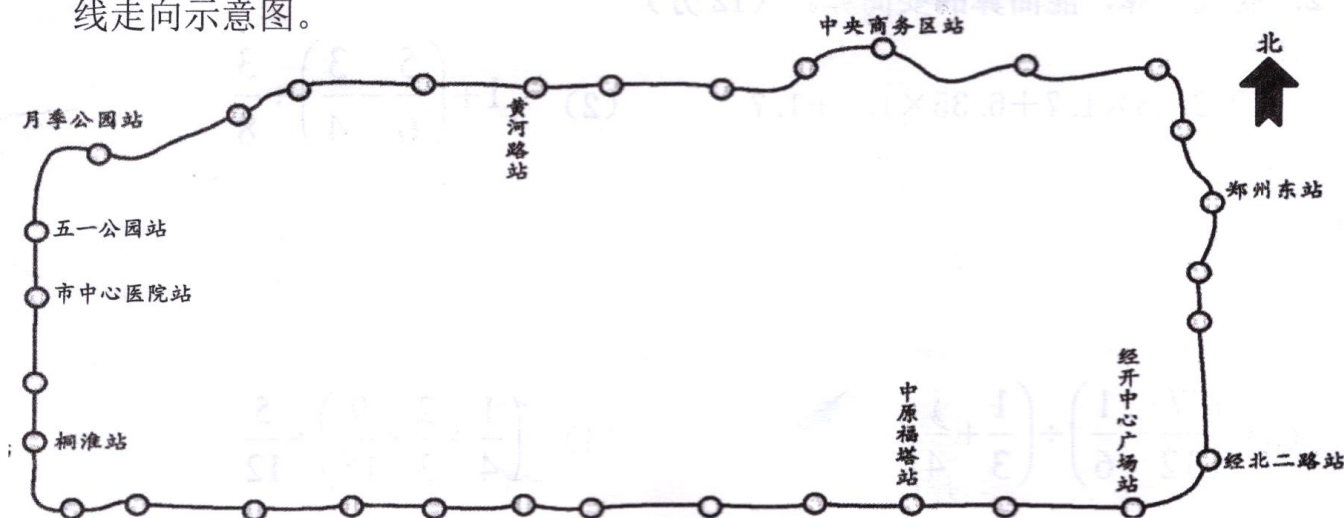 线走向示意图。
中央商务区站
北
月季公园站
黄河路站
郑州东站
五一公园站
市中心医院站
经开中心广场站
中原福塔站
桐淮站
经北二路站